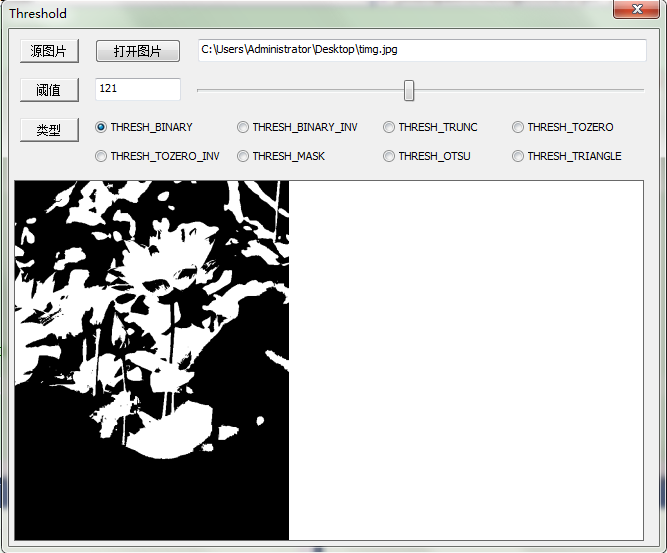 Threshold
源图片 打开图片 C:\Users\Administrator\Desktop\timg.jpg
阈值 121
类型 THRESH_BINARY THRESH_BINARY_INV THRESH_TRUNC THRESH_TOZERO
THRESH_TOZERO_INV THRESH_MASK THRESH_OTSU THRESH_TRIANGLE